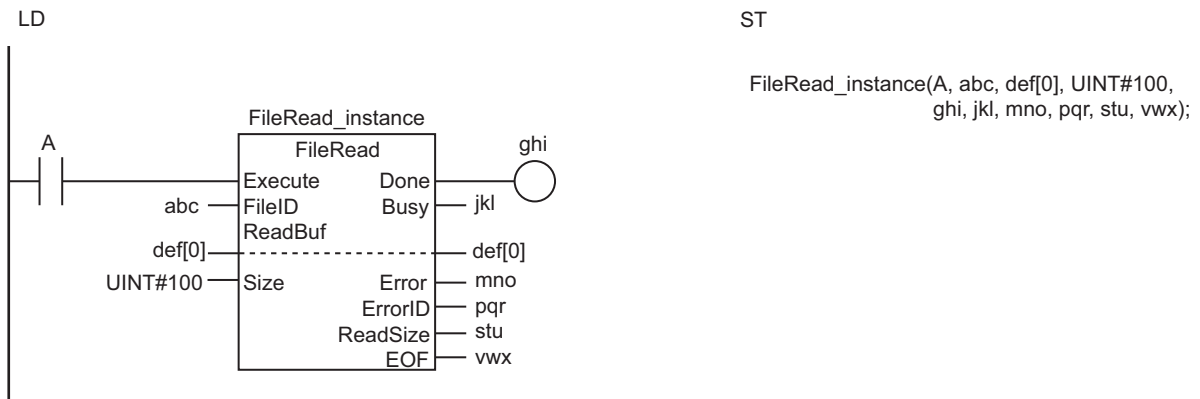 LD
ST
FileRead_instance(A, abc, def[0], UINT#100,
ghi, jkl, mno, pqr, stu, vwx);
FileRead_instance
A
FileRead
ghi
Execute Done
abc FileID Busy jkl
ReadBuf
def[0] def[0]
UINT#100 Size Error mno
ErrorID pqr
ReadSize stu
EOF vwx